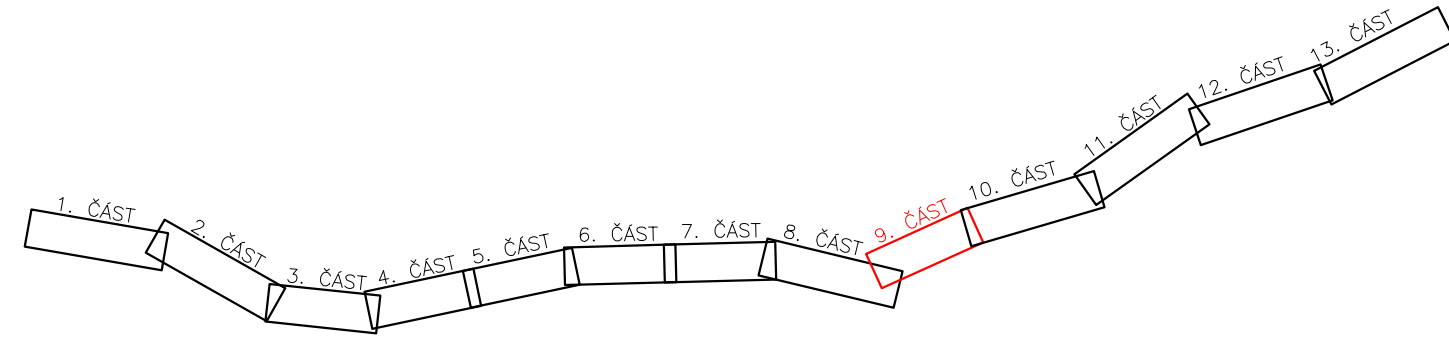 1. ČÁST
2. ČÁST
3. ČÁST
4. ČÁST
5. ČÁST
6. ČÁST
7. ČÁST
8. ČÁST
9. ČÁST
10. ČÁST
11. ČÁST
12. ČÁST
13. ČÁST